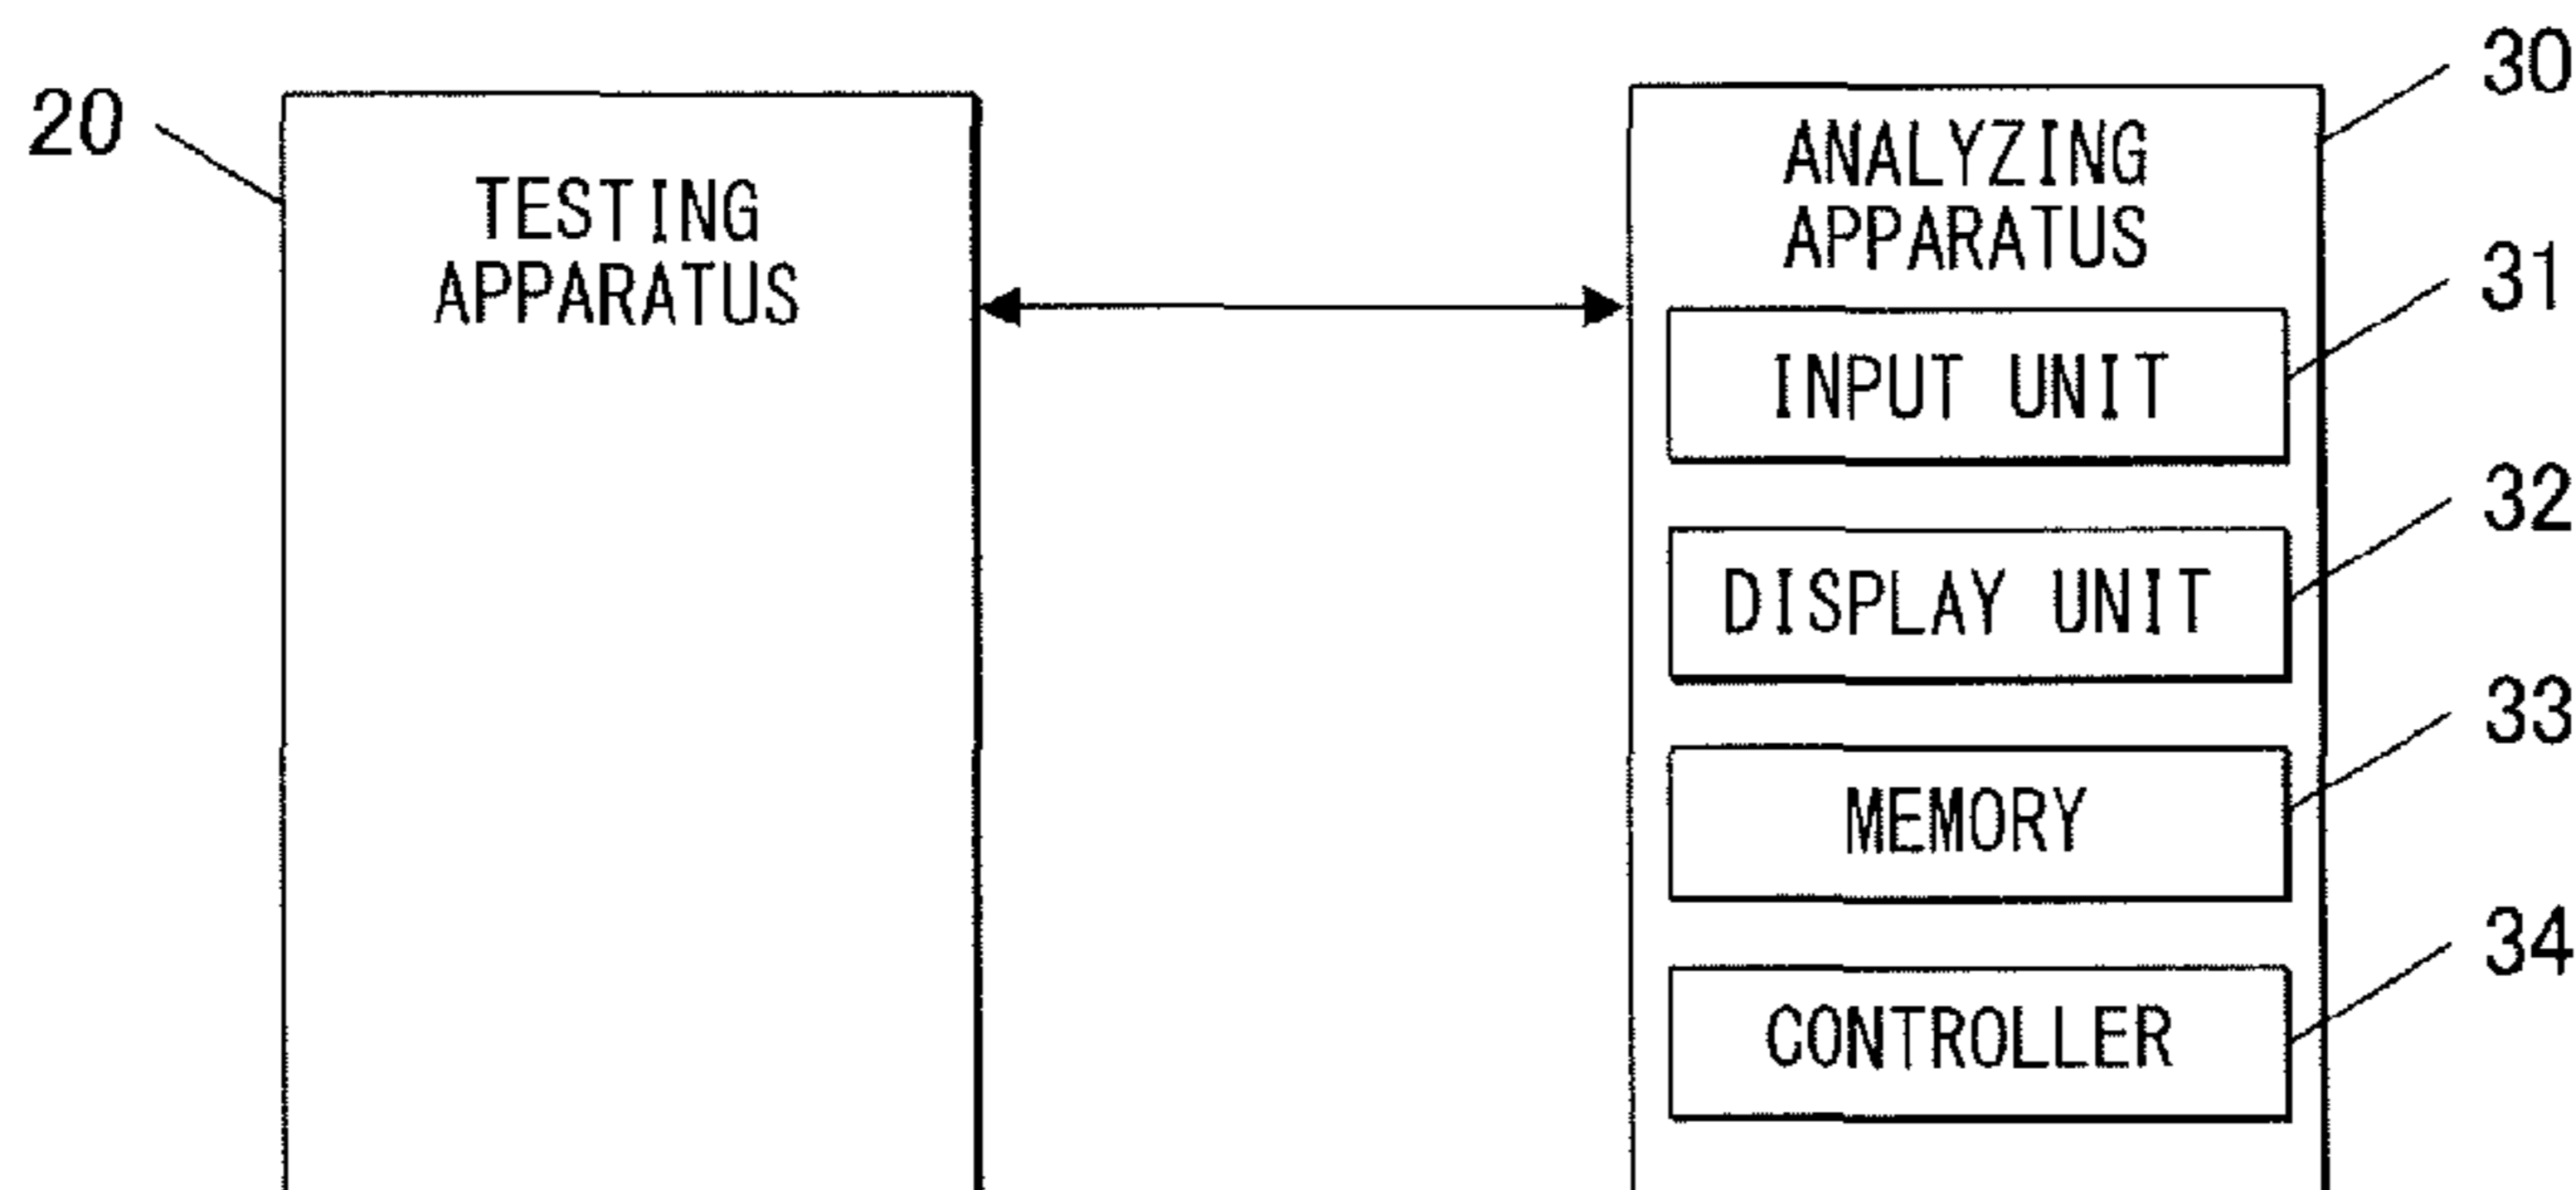 20
TESTING
APPARATUS
30
ANALYZING
APPARATUS
31
INPUT UNIT
32
DISPLAY UNIT
33
MEMORY
34
CONTROLLER